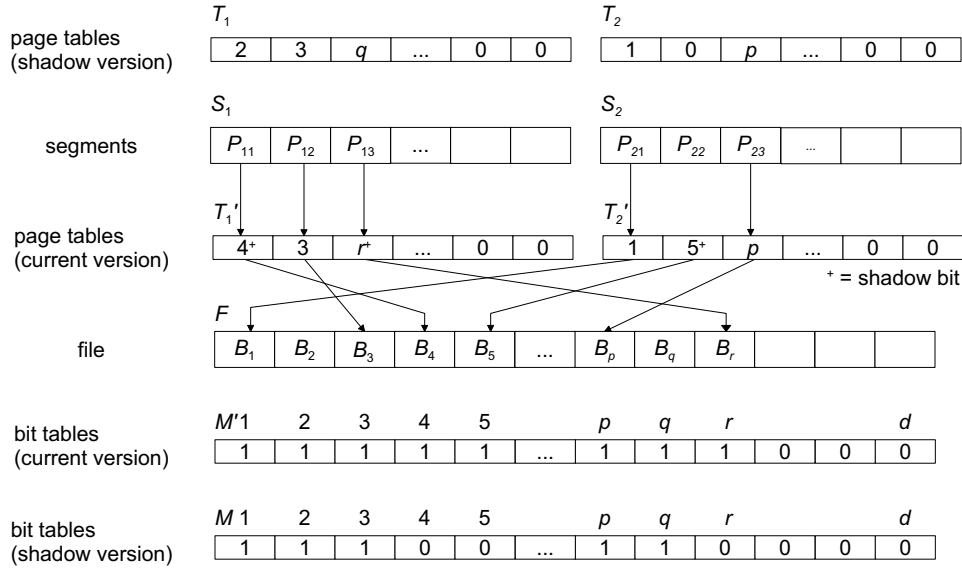 T1 T2
page tables (shadow version) 2 3 q ... 0 0 1 0 p ... 0 0
S1 S2
segments P11 P12 P13 ... P21 P22 P23 ...
T1′ T2′
page tables (current version) 4+ 3 r+ ... 0 0 1 5+ p ... 0 0
+ = shadow bit
F
file B1 B2 B3 B4 B5 ... Bp Bq Br
M′1 2 3 4 5 p q r d
bit tables (current version) 1 1 1 1 1 ... 1 1 1 0 0 0
M 1 2 3 4 5 p q r d
bit tables (shadow version) 1 1 1 0 0 ... 1 1 0 0 0 0